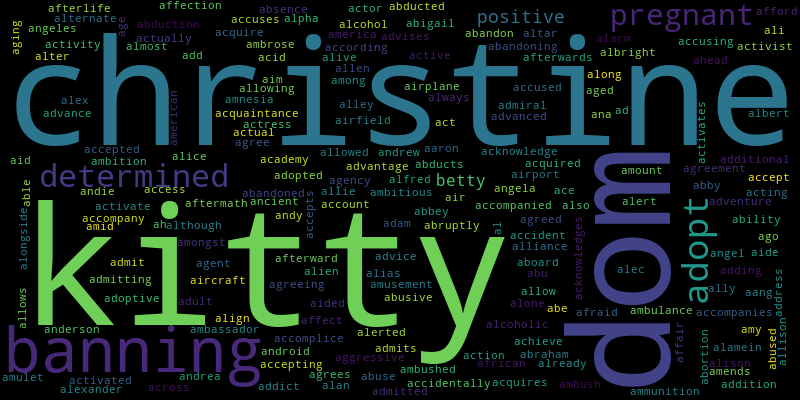 afterlife affection absence actor abducted positive pregnant afford
aging alternate abduction accuses alpha alcohol abigail
angeles age acquire america advises abandon altar alarm accusing ali
activity almost actually add ambrose according abandoning afterwards albright activist
alter acid alive active along ahead
christine
alex aim allen among airplane accused aged
advance american allowing amnesia alley always admiral ana ad albert
acquaintance airfield act advanced
actual actress
accepted agree allowed andrew aaron acknowledge activates
aid ambition alice academy advantage abducts acquired amount agreement additional
determined adopted agency alfred betty airport abby accept
able andie access abandoned allie ambitious angela ace alert acting
activate aftermath ancient account air accompanied also adopt adventure
accompany andy accepts abbey agreed ability
kitty
alongside amid ah although adam abruptly al accident acknowledges dom ago
amongst alliance angel aide
admit agent afterward advice aboard alec adding
admitting aircraft alien alias abu ally aang address
allows adoptive adult agreeing amusement allow
align aided abusive alone abe afraid ambulance accompanies
banning anderson ambassador affect alerted alcoholic achieve affair amy abused allison
accomplice admits action abraham abortion alamein
android aggressive african already alison
accepting ambushed amends
amulet activated andrea agrees abuse accidentally ambush addition
alexander across addict alan admitted acquires ammunition